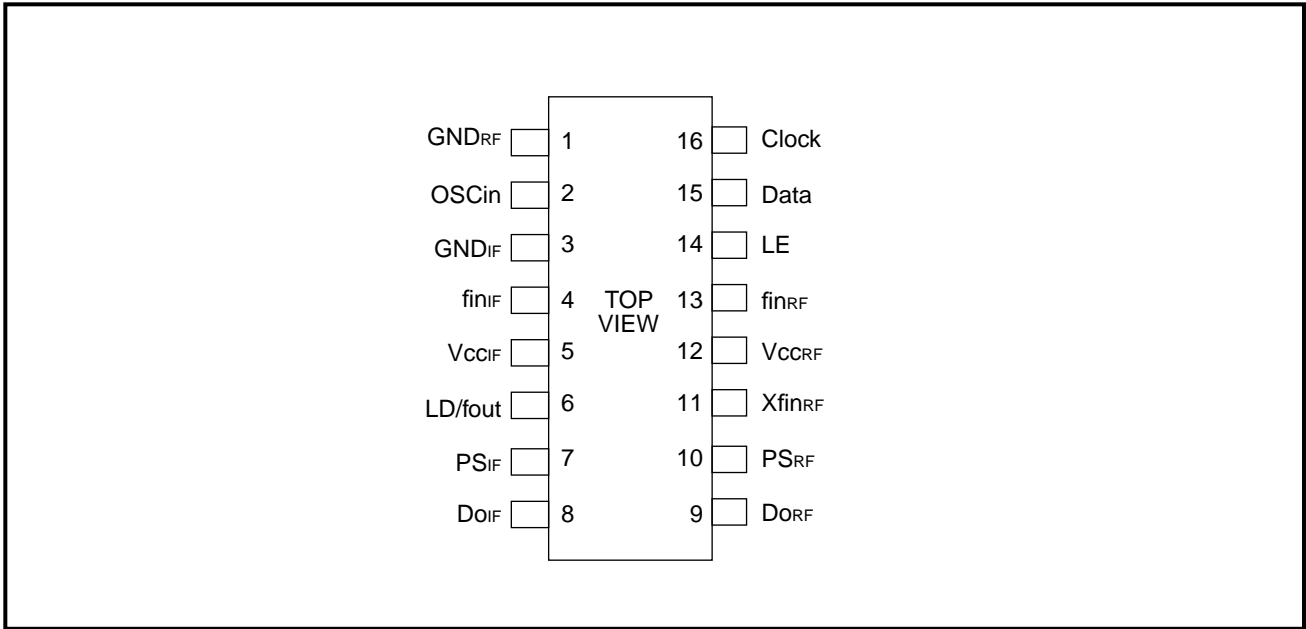 GNDRF 1 16 Clock
OSCin 2 15 Data
GNDIF 3 14 LE
finIF 4 TOP VIEW 13 finRF
VccIF 5 12 VccRF
LD/fout 6 11 XfinRF
PSIF 7 10 PSRF
DoIF 8 9 DoRF